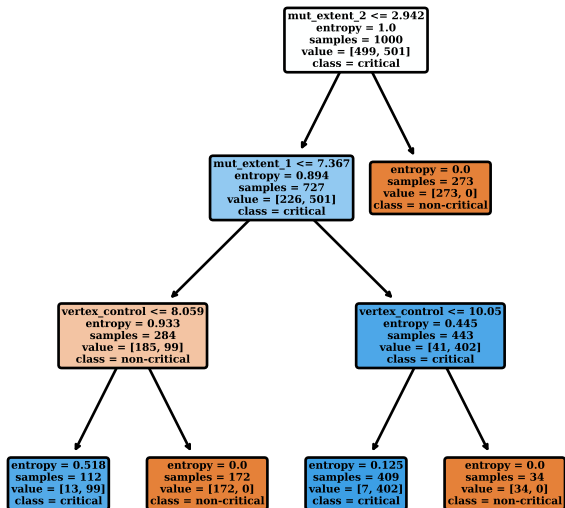 mut_extent_2 <= 2.942
entropy = 1.0
samples = 1000
value = [499, 501]
class = critical
mut_extent_1 <= 7.367
entropy = 0.894
samples = 727
value = [226, 501]
class = critical
entropy = 0.0
samples = 273
value = [273, 0]
class = non-critical
vertex_control <= 8.059
entropy = 0.933
samples = 284
value = [185, 99]
class = non-critical
vertex_control <= 10.05
entropy = 0.445
samples = 443
value = [41, 402]
class = critical
entropy = 0.518
samples = 112
value = [13, 99]
class = critical
entropy = 0.0
samples = 172
value = [172, 0]
class = non-critical
entropy = 0.125
samples = 409
value = [7, 402]
class = critical
entropy = 0.0
samples = 34
value = [34, 0]
class = non-critical